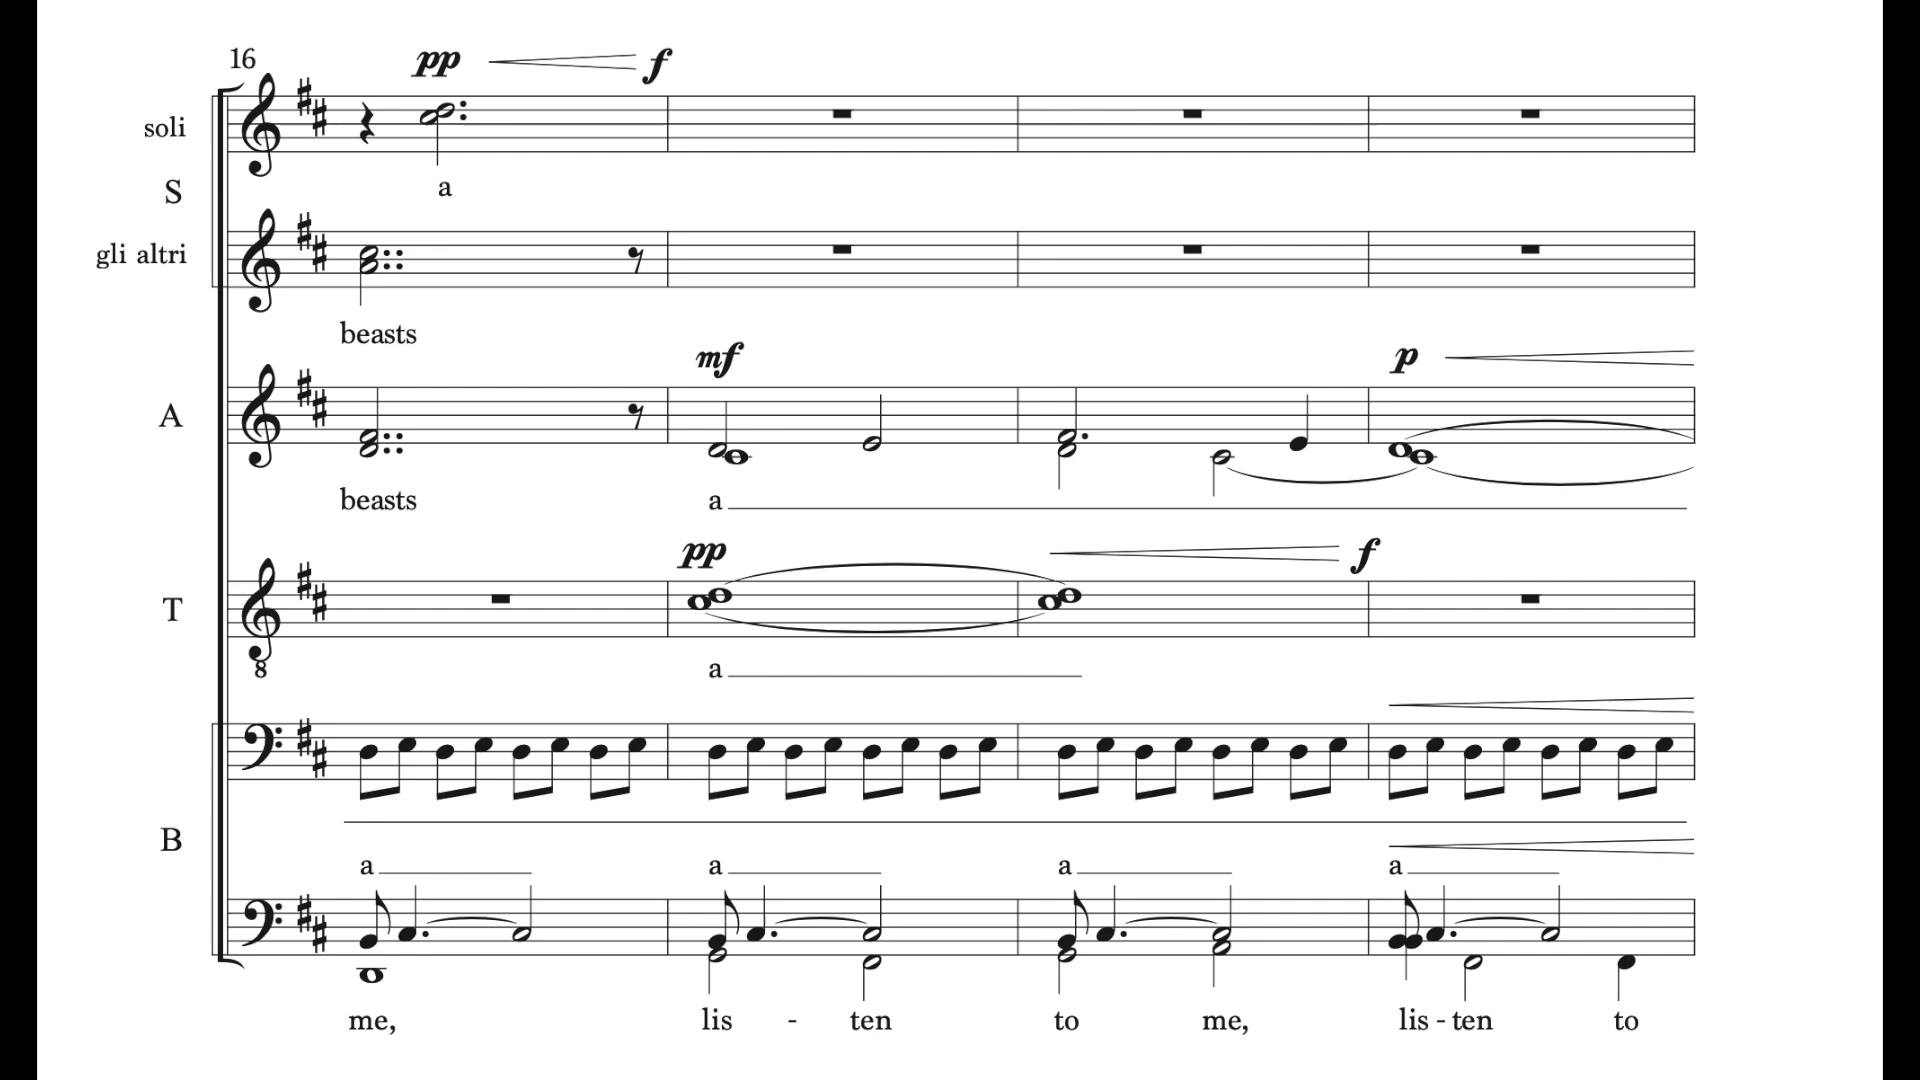 16
pp f
soli
a
S
gli altri
beasts
mf p
A
beasts a
pp f
T
8
a
B
a a a a
me, lis - ten to me, lis - ten to